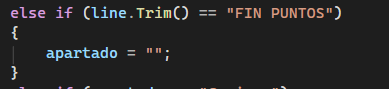 else if (line.Trim() == "FIN PUNTOS")
{
apartado = "";
}